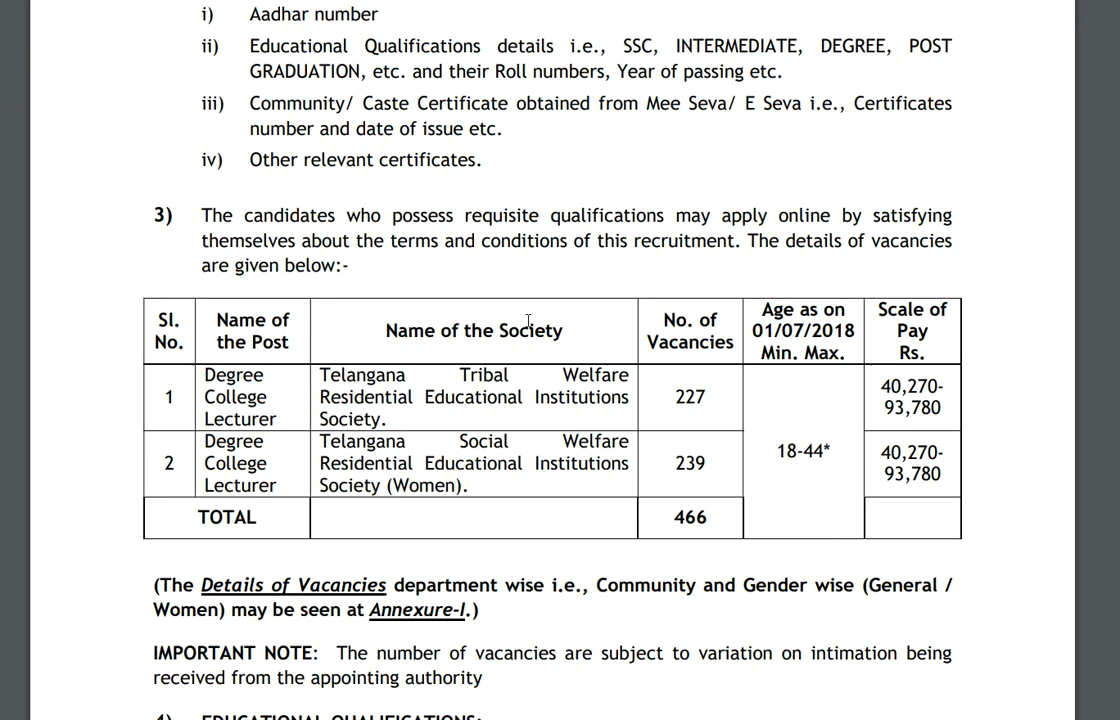 i) Aadhar number
ii) Educational Qualifications details i.e., SSC, INTERMEDIATE, DEGREE, POST
GRADUATION, etc. and their Roll numbers, Year of passing etc.
iii) Community/ Caste Certificate obtained from Mee Seva/ E Seva i.e., Certificates
number and date of issue etc.
iv) Other relevant certificates.
3) The candidates who possess requisite qualifications may apply online by satisfying
themselves about the terms and conditions of this recruitment. The details of vacancies
are given below:-
Sl. No. Name of the Post Name of the Society No. of Vacancies Age as on 01/07/2018 Min. Max. Scale of Pay Rs.
1 Degree College Lecturer Telangana Tribal Welfare Residential Educational Institutions Society. 227 18-44* 40,270-93,780
2 Degree College Lecturer Telangana Social Welfare Residential Educational Institutions Society (Women). 239 40,270-93,780
TOTAL 466
(The Details of Vacancies department wise i.e., Community and Gender wise (General /
Women) may be seen at Annexure-I.)
IMPORTANT NOTE: The number of vacancies are subject to variation on intimation being
received from the appointing authority
4) EDUCATIONAL QUALIFICATIONS: